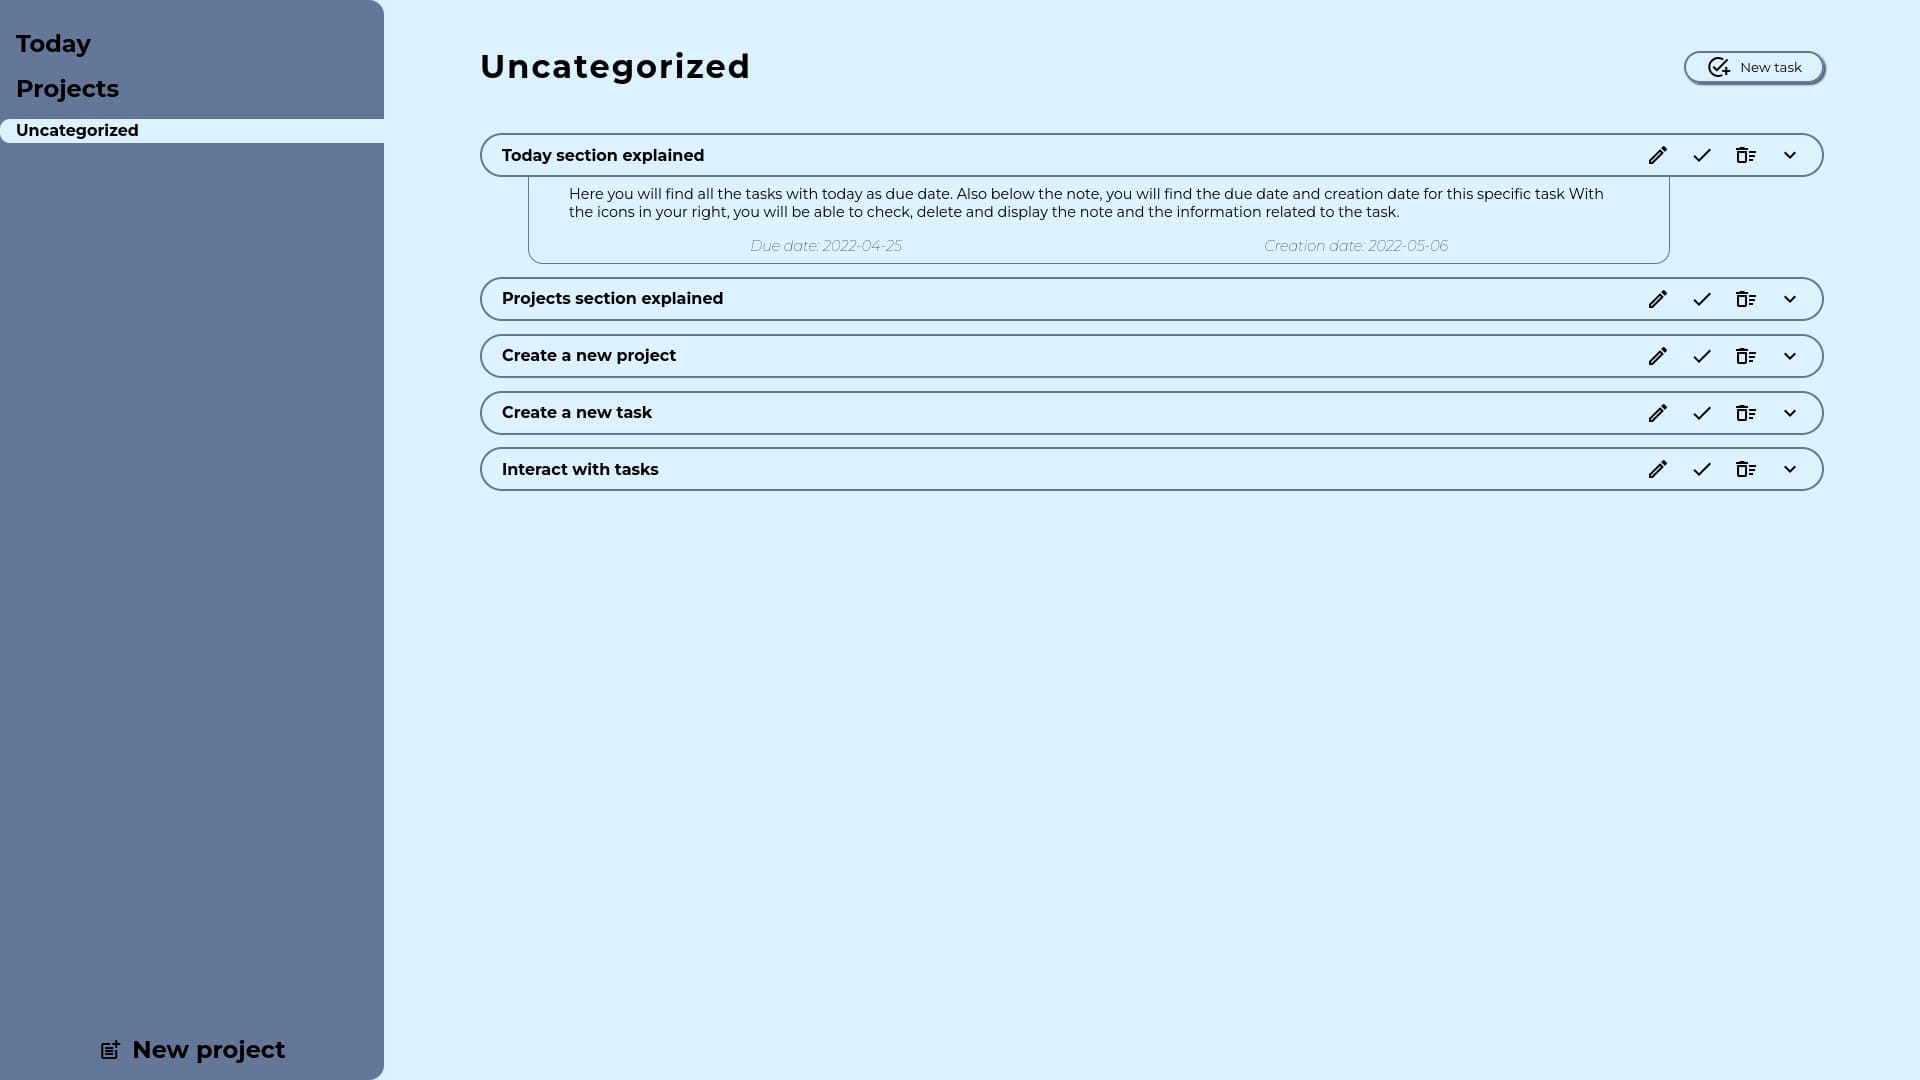 Today
Projects
Uncategorized
New project
Uncategorized
New task
Today section explained
Here you will find all the tasks with today as due date. Also below the note, you will find the due date and creation date for this specific task With
the icons in your right, you will be able to check, delete and display the note and the information related to the task.
Due date: 2022-04-25
Creation date: 2022-05-06
Projects section explained
Create a new project
Create a new task
Interact with tasks